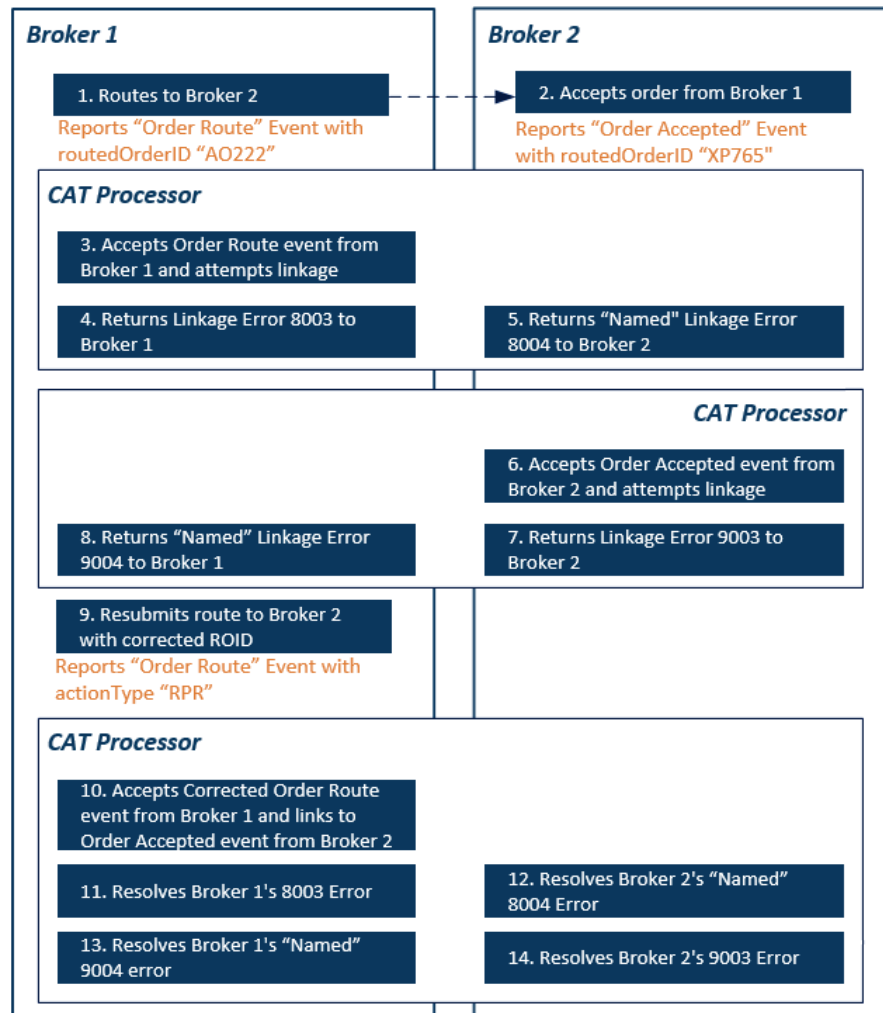 Broker 1
Broker 2
1. Routes to Broker 2
2. Accepts order from Broker 1
Reports “Order Route” Event with
routedOrderID “AO222”
Reports “Order Accepted” Event
with routedOrderID “XP765"
CAT Processor
3. Accepts Order Route event from
Broker 1 and attempts linkage
4. Returns Linkage Error 8003 to
Broker 1
5. Returns “Named" Linkage Error
8004 to Broker 2
CAT Processor
6. Accepts Order Accepted event from
Broker 2 and attempts linkage
8. Returns “Named” Linkage Error
9004 to Broker 1
7. Returns Linkage Error 9003 to
Broker 2
9. Resubmits route to Broker 2
with corrected ROID
Reports “Order Route” Event with
actionType “RPR”
CAT Processor
10. Accepts Corrected Order Route
event from Broker 1 and links to
Order Accepted event from Broker 2
11. Resolves Broker 1's 8003 Error
12. Resolves Broker 2's “Named”
8004 Error
13. Resolves Broker 1's “Named”
9004 error
14. Resolves Broker 2's 9003 Error